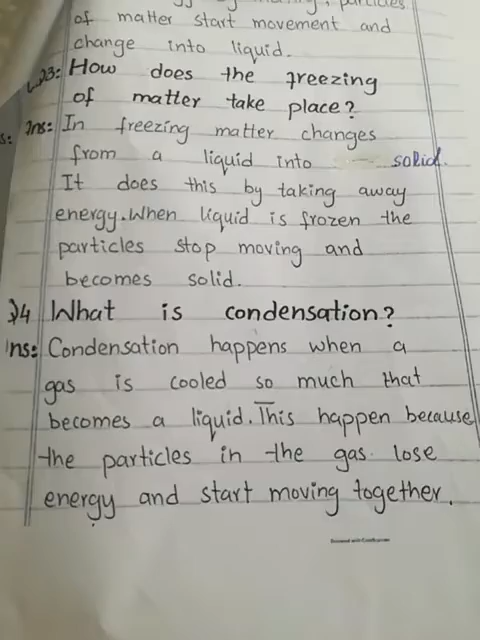 particles
of matter start movement and
change into liquid.
Q3: How does the freezing
of matter take place?
Ans: In freezing matter changes
from a liquid into solid.
It does this by taking away
energy. When liquid is frozen the
particles stop moving and
becomes solid.
Q4 What is condensation?
Ans: Condensation happens when a
gas is cooled so much that
becomes a liquid. This happen because
the particles in the gas lose
energy and start moving together.